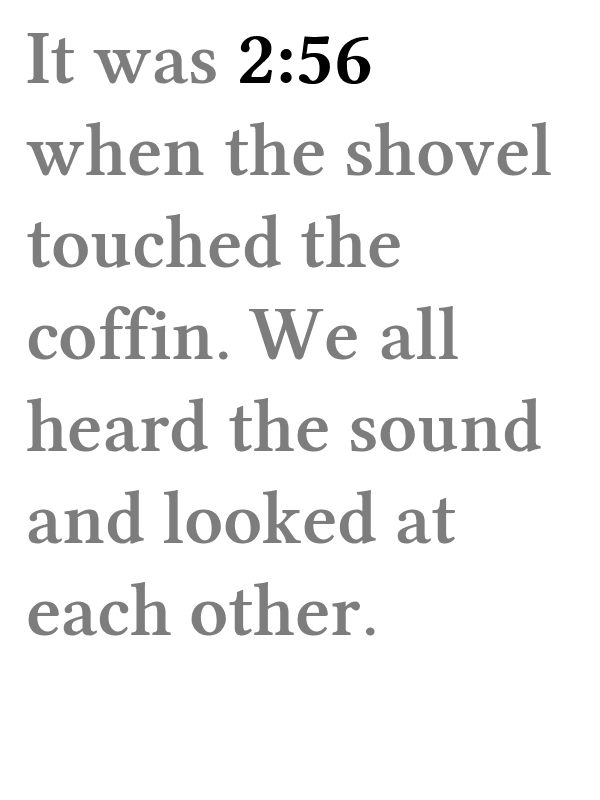 It was 2:56
when the shovel
touched the
coffin. We all
heard the sound
and looked at
each other.